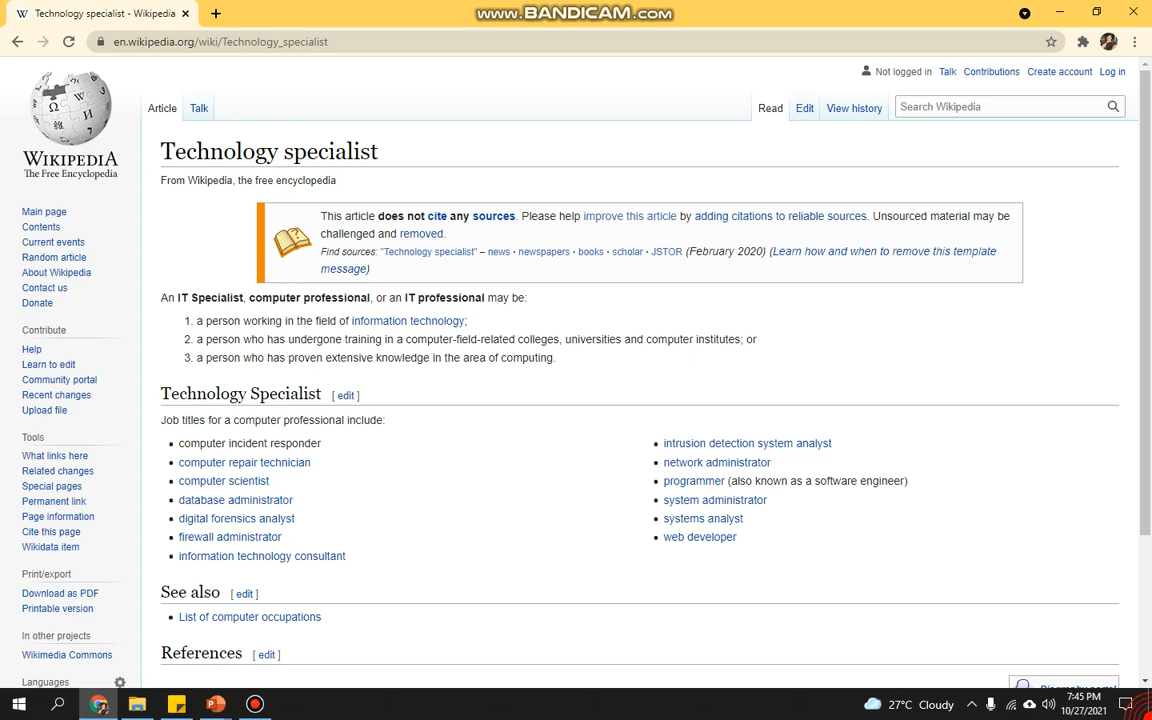 Technology specialist - Wikipedia
www.BANDICAM.com
en.wikipedia.org/wiki/Technology_specialist
Not logged in Talk Contributions Create account Log in
Article Talk Read Edit View history Search Wikipedia
WIKIPEDIA
The Free Encyclopedia
Main page
Contents
Current events
Random article
About Wikipedia
Contact us
Donate
Contribute
Help
Learn to edit
Community portal
Recent changes
Upload file
Tools
What links here
Related changes
Special pages
Permanent link
Page information
Cite this page
Wikidata item
Print/export
Download as PDF
Printable version
In other projects
Wikimedia Commons
Languages
Technology specialist
From Wikipedia, the free encyclopedia
This article does not cite any sources. Please help improve this article by adding citations to reliable sources. Unsourced material may be
challenged and removed.
Find sources: "Technology specialist" – news · newspapers · books · scholar · JSTOR (February 2020) (Learn how and when to remove this template
message)
An IT Specialist, computer professional, or an IT professional may be:
1. a person working in the field of information technology;
2. a person who has undergone training in a computer-field-related colleges, universities and computer institutes; or
3. a person who has proven extensive knowledge in the area of computing.
Technology Specialist [ edit ]
Job titles for a computer professional include:
• computer incident responder
• computer repair technician
• computer scientist
• database administrator
• digital forensics analyst
• firewall administrator
• information technology consultant
• intrusion detection system analyst
• network administrator
• programmer (also known as a software engineer)
• system administrator
• systems analyst
• web developer
See also [ edit ]
• List of computer occupations
References [ edit ]
27°C Cloudy
7:45 PM
10/27/2021